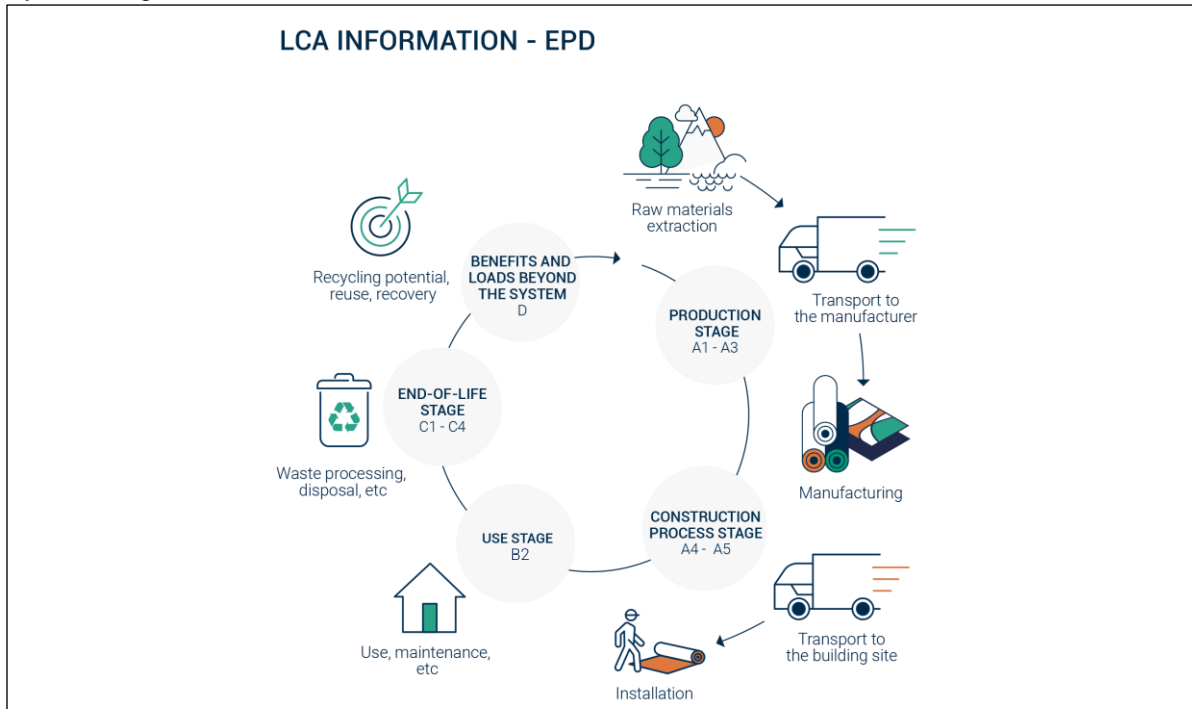 LCA INFORMATION - EPD
Raw materials
extraction
Transport to
the manufacturer
Manufacturing
Transport to
the building site
Installation
Use, maintenance,
etc
Waste processing,
disposal, etc
Recycling potential,
reuse, recovery
BENEFITS AND
LOADS BEYOND
THE SYSTEM
D
PRODUCTION
STAGE
A1 - A3
CONSTRUCTION
PROCESS STAGE
A4 - A5
USE STAGE
B2
END-OF-LIFE
STAGE
C1 - C4